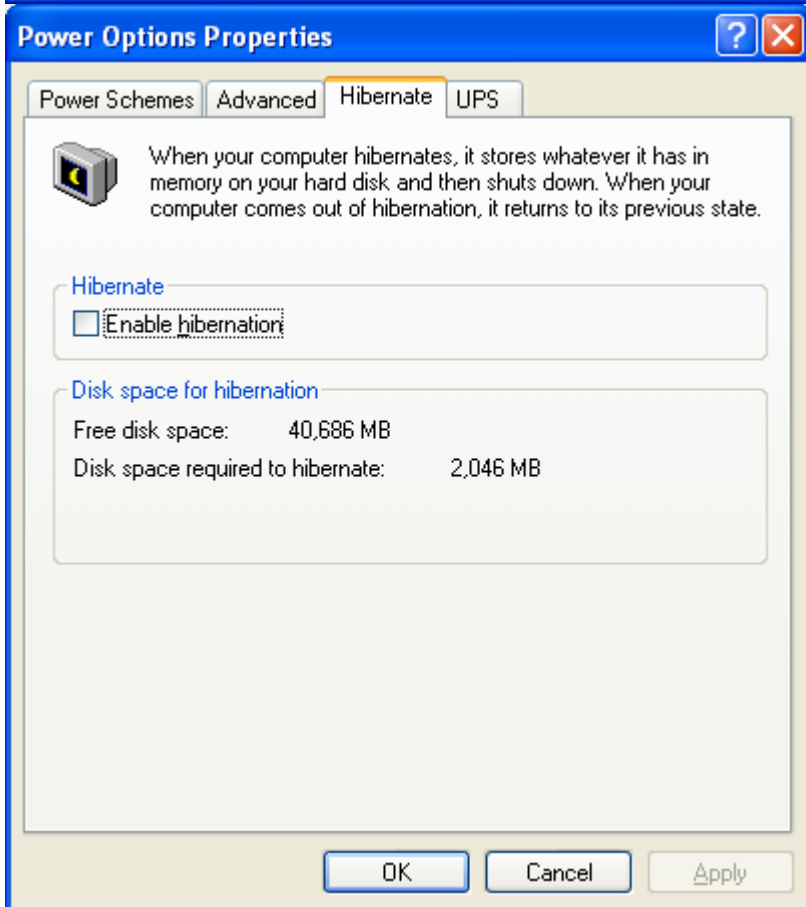 Power Options Properties
Power Schemes Advanced Hibernate UPS
When your computer hibernates, it stores whatever it has in
memory on your hard disk and then shuts down. When your
computer comes out of hibernation, it returns to its previous state.
Hibernate
Enable hibernation
Disk space for hibernation
Free disk space: 40,686 MB
Disk space required to hibernate: 2,046 MB
OK Cancel Apply